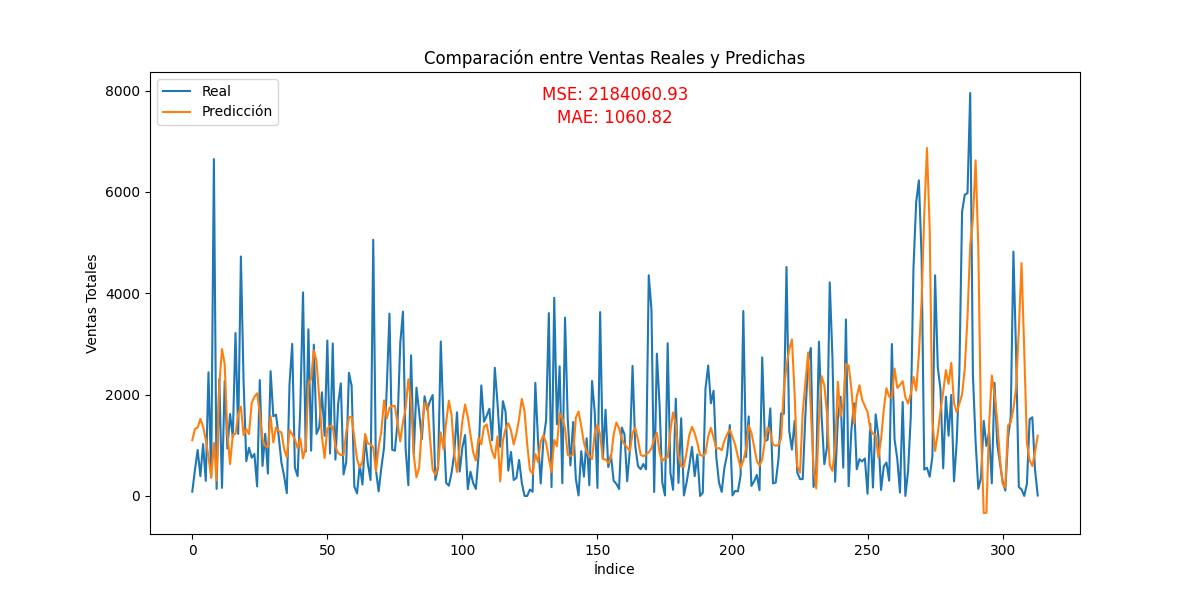 Comparación entre Ventas Reales y Predichas
Real
Predicción
MSE: 2184060.93
MAE: 1060.82
Ventas Totales
8000
6000
4000
2000
0
0 50 100 150 200 250 300
Índice